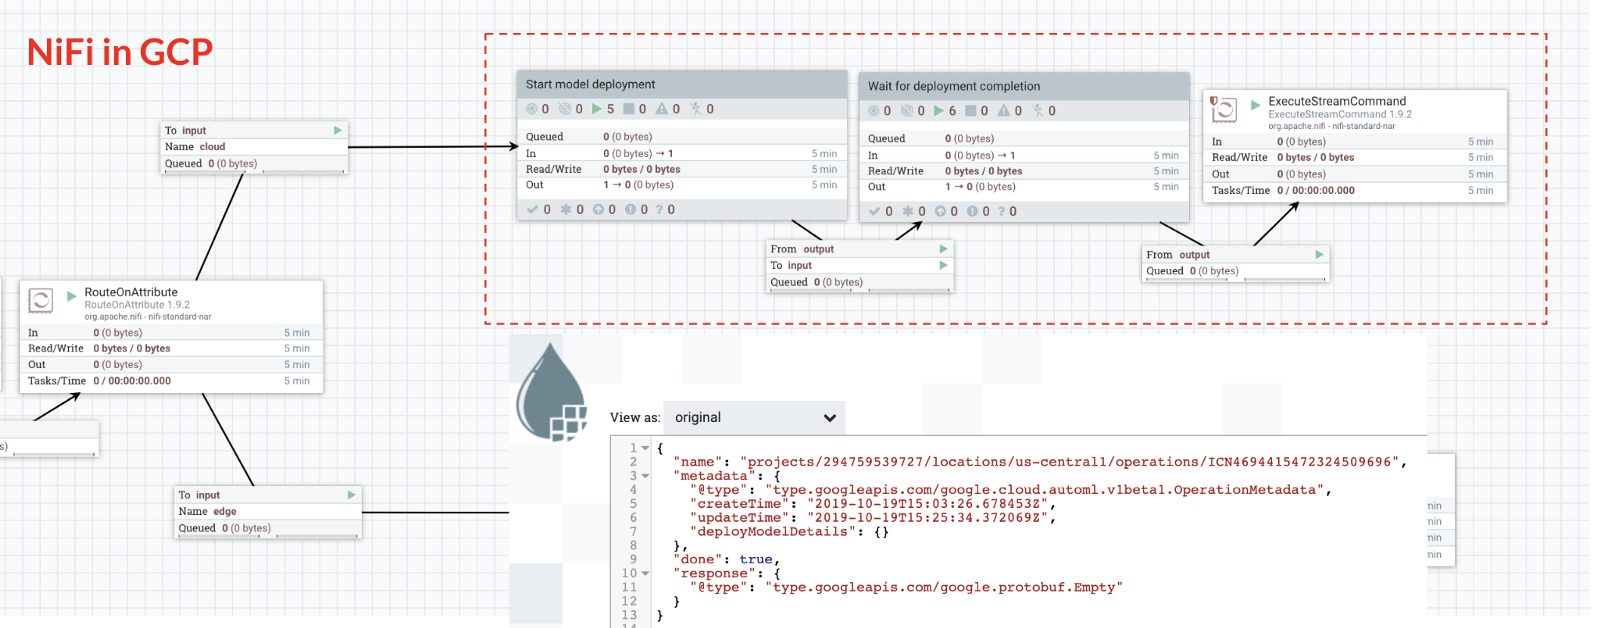 NiFi in GCP
To input
Name cloud
Queued 0 (0 bytes)
Start model deployment
0 0 5 0 0 0
Queued 0 (0 bytes)
In 0 (0 bytes) → 1 5 min
Read/Write 0 bytes / 0 bytes 5 min
Out 1 → 0 (0 bytes) 5 min
0 0 0 0 ? 0
Wait for deployment completion
0 0 6 0 0 0
Queued 0 (0 bytes)
In 0 (0 bytes) → 1 5 min
Read/Write 0 bytes / 0 bytes 5 min
Out 1 → 0 (0 bytes) 5 min
0 0 0 0 ? 0
ExecuteStreamCommand
ExecuteStreamCommand 1.9.2
org.apache.nifi - nifi-standard-nar
In 0 (0 bytes) 5 min
Read/Write 0 bytes / 0 bytes 5 min
Out 0 (0 bytes) 5 min
Tasks/Time 0 / 00:00:00.000 5 min
From output
To input
Queued 0 (0 bytes)
From output
Queued 0 (0 bytes)
RouteOnAttribute
RouteOnAttribute 1.9.2
org.apache.nifi - nifi-standard-nar
In 0 (0 bytes) 5 min
Read/Write 0 bytes / 0 bytes 5 min
Out 0 (0 bytes) 5 min
Tasks/Time 0 / 00:00:00.000 5 min
s)
To input
Name edge
Queued 0 (0 bytes)
View as: original
1 {
2 "name": "projects/294759539727/locations/us-central1/operations/ICN4694415472324509696",
3 "metadata": {
4 "@type": "type.googleapis.com/google.cloud.automl.v1beta1.OperationMetadata",
5 "createTime": "2019-10-19T15:03:26.678453Z",
6 "updateTime": "2019-10-19T15:25:34.372069Z",
7 "deployModelDetails": {}
8 },
9 "done": true,
10 "response": {
11 "@type": "type.googleapis.com/google.protobuf.Empty"
12 }
13 }
min
min
min
min